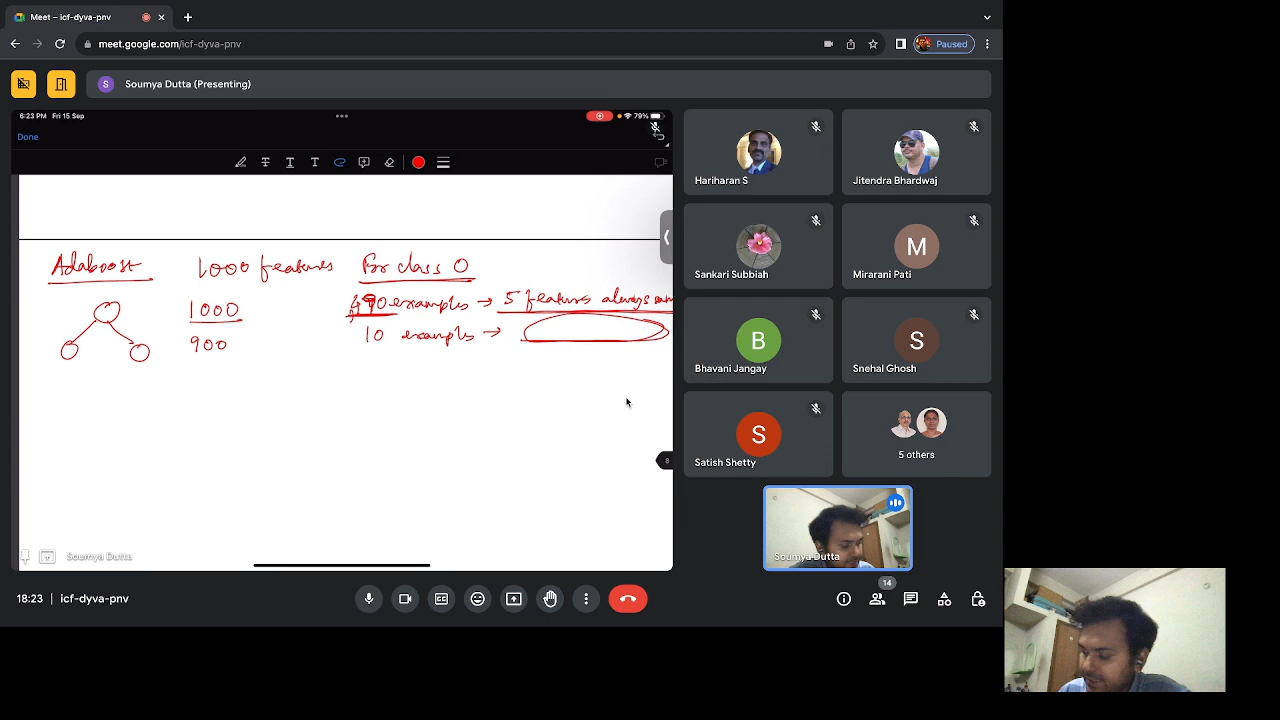 Meet – icf-dyva-pnv
meet.google.com/icf-dyva-pnv
Paused
S Soumya Dutta (Presenting)
6:23 PM Fri 15 Sep
79%
Done
Adaboost 1000 features For class 0
1000 490 examples → 5 features always
900 10 examples →
8
Soumya Dutta
Hariharan S
Jitendra Bhardwaj
Sankari Subbiah
M
Mirarani Pati
B
Bhavani Jangay
S
Snehal Ghosh
S
Satish Shetty
5 others
Soumya Dutta
14
18:23 | icf-dyva-pnv